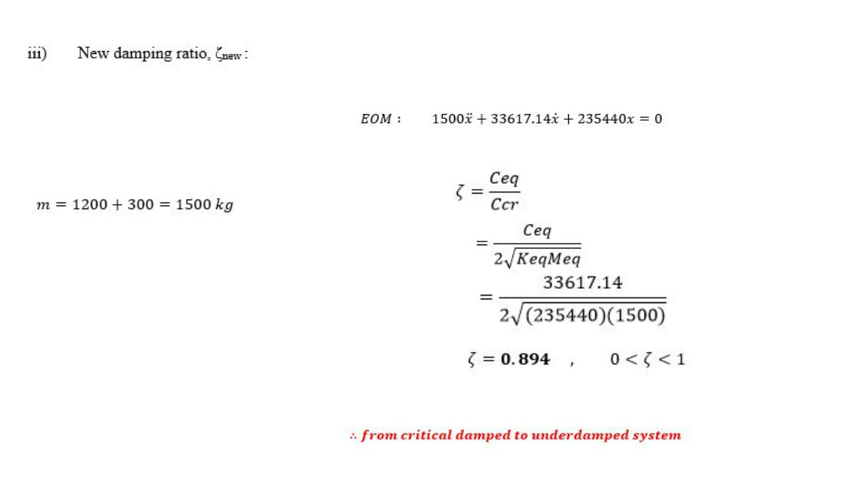 iii) New damping ratio, ζnew :
EOM : 1500ẍ + 33617.14ẋ + 235440x = 0
m = 1200 + 300 = 1500 kg
ζ = Ceq / Ccr
= Ceq / 2√KeqMeq
= 33617.14 / 2√(235440)(1500)
ζ = 0.894 , 0 < ζ < 1
∴ from critical damped to underdamped system